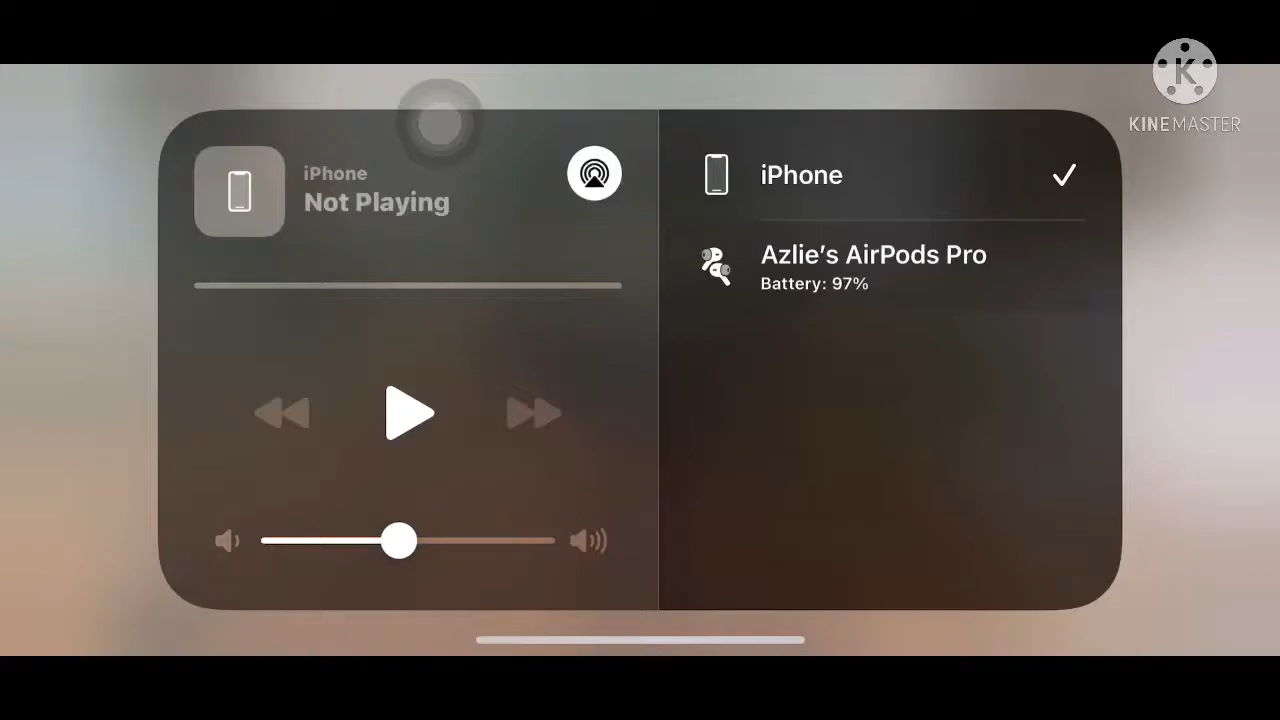 KINEMASTER
iPhone
Not Playing
iPhone
Azlie's AirPods Pro
Battery: 97%